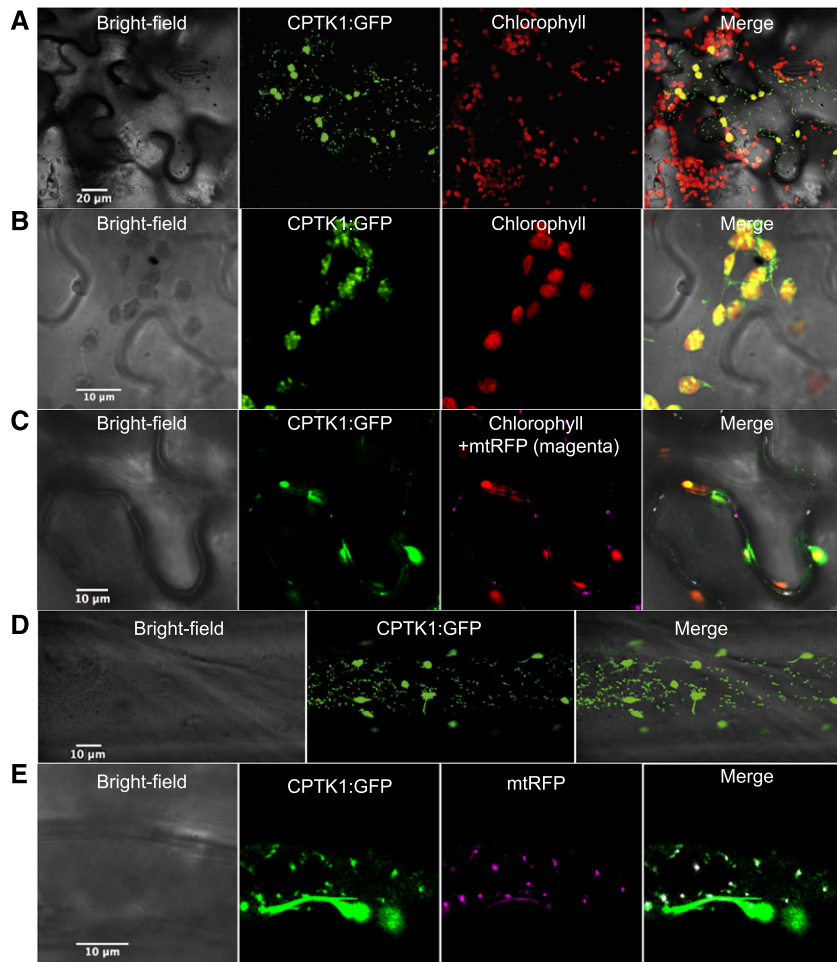 A
Bright-field
CPTK1:GFP
Chlorophyll
Merge
20 µm
B
Bright-field
CPTK1:GFP
Chlorophyll
Merge
10 µm
C
Bright-field
CPTK1:GFP
Chlorophyll
+mtRFP (magenta)
Merge
10 µm
D
Bright-field
CPTK1:GFP
Merge
10 µm
E
Bright-field
CPTK1:GFP
mtRFP
Merge
10 µm